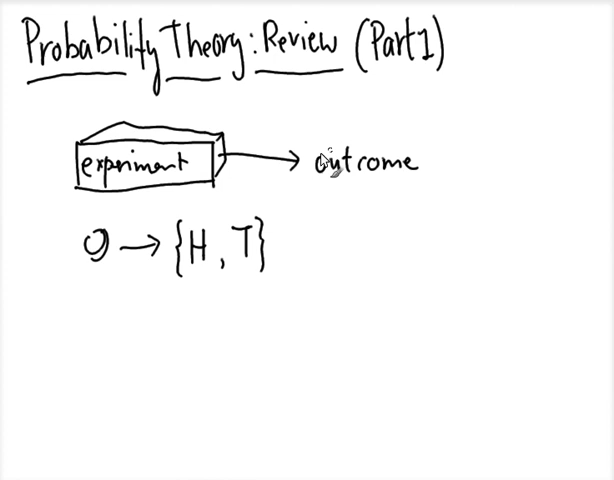 Probability Theory: Review (Part 1)
experiment → outcome
→ {H, T}